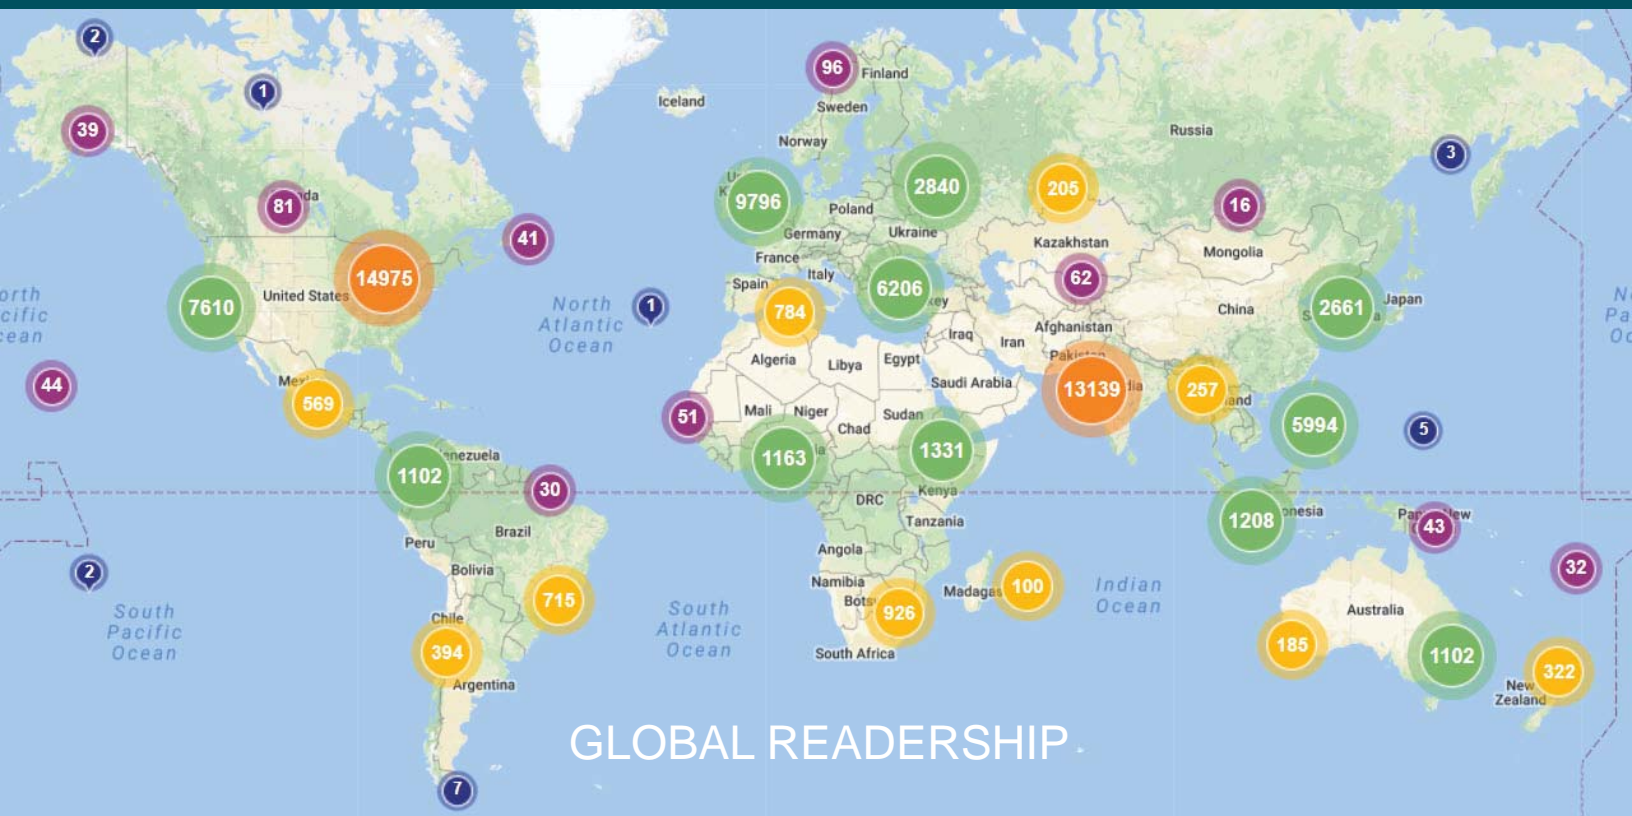 2
1
39
81
41
14975
7610
United States
569
44
North
Atlantic
Ocean
1
1102
30
Brazil
Peru
Bolivia
715
Chile
394
Argentina
7
2
South
Pacific
Ocean
South
Atlantic
Ocean
Iceland
96
Finland
Sweden
Norway
Russia
3
9796
2840
205
16
Poland
Germany
Ukraine
Kazakhstan
Mongolia
France
Italy
Spain
784
6206
62
2661
Japan
China
Iraq
Iran
Afghanistan
Pakistan
Algeria
Libya
Egypt
Saudi Arabia
13139
257
51
Mali
Niger
Chad
Sudan
5994
5
1163
1331
DRC
Kenya
Tanzania
1208
43
32
Angola
Namibia
926
100
South Africa
Indian
Ocean
Australia
185
1102
322
New
Zealand
GLOBAL READERSHIP